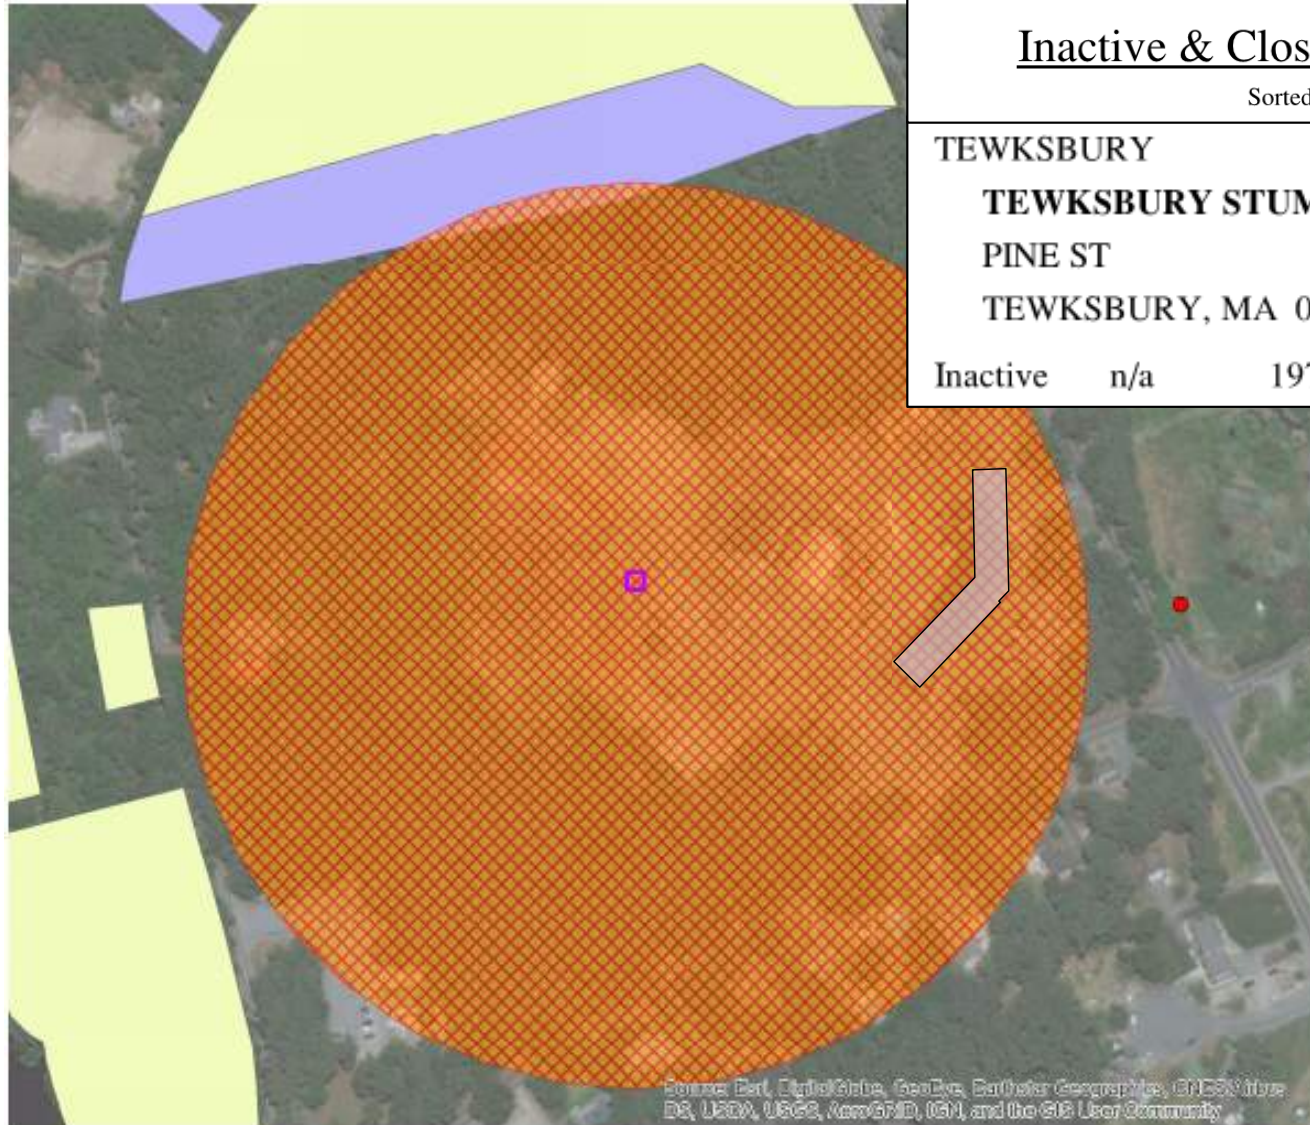 Inactive & Clos
Sorted
TEWKSBURY
TEWKSBURY STUM
PINE ST
TEWKSBURY, MA 0
Inactive n/a 197
Source: Esri, DigitalGlobe, GeoEye, Earthstar Geographics, CNES/Airbus
DS, USDA, USGS, AeroGRID, IGN, and the GIS User Community